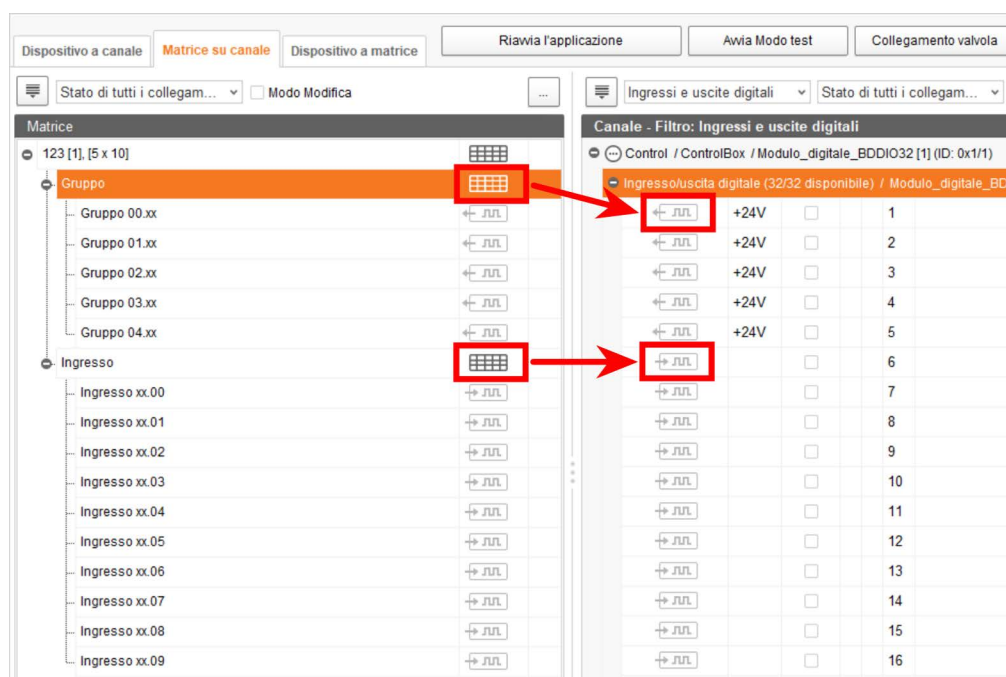 Dispositivo a canale
Matrice su canale
Dispositivo a matrice
Riavvia l'applicazione
Avvia Modo test
Collegamento valvola
Stato di tutti i collegam...
Modo Modifica
...
Ingressi e uscite digitali
Stato di tutti i collegam...
Matrice
Canale - Filtro: Ingressi e uscite digitali
123 [1], [5 x 10]
Control / ControlBox / Modulo_digitale_BDDIO32 [1] (ID: 0x1/1)
Gruppo
Ingresso/uscita digitale (32/32 disponibile) / Modulo_digitale_BD
Gruppo 00.xx
+24V 1
Gruppo 01.xx
+24V 2
Gruppo 02.xx
+24V 3
Gruppo 03.xx
+24V 4
Gruppo 04.xx
+24V 5
Ingresso
6
Ingresso xx.00
7
Ingresso xx.01
8
Ingresso xx.02
9
Ingresso xx.03
10
Ingresso xx.04
11
Ingresso xx.05
12
Ingresso xx.06
13
Ingresso xx.07
14
Ingresso xx.08
15
Ingresso xx.09
16